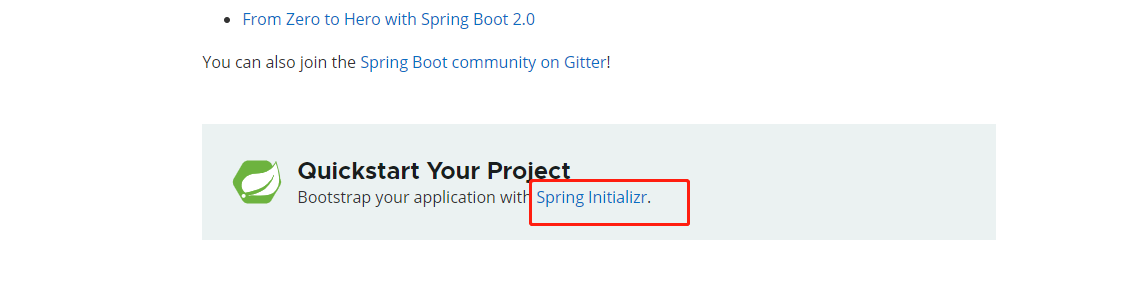 From Zero to Hero with Spring Boot 2.0
You can also join the Spring Boot community on Gitter!
Quickstart Your Project
Bootstrap your application with Spring Initializr.